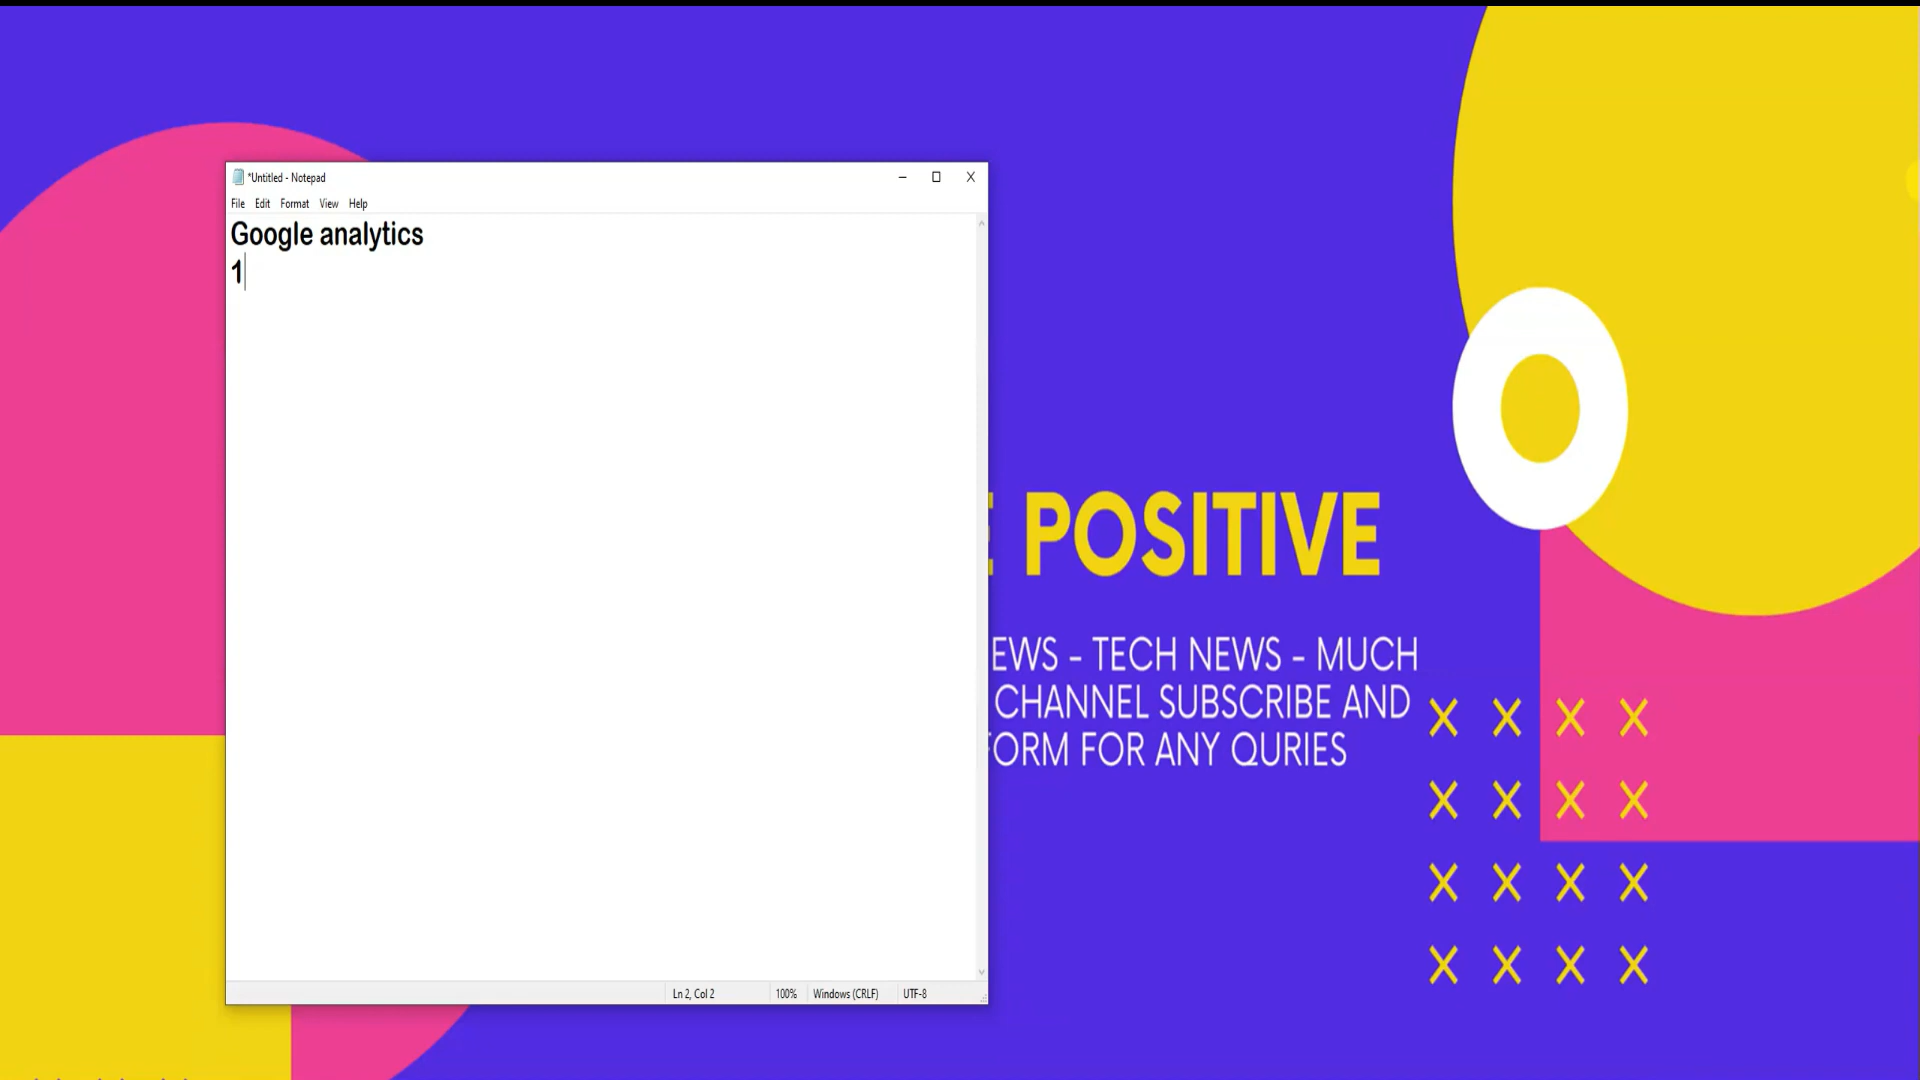 *Untitled - Notepad
File Edit Format View Help
Google analytics
1
POSITIVE
EWS - TECH NEWS - MUCH
CHANNEL SUBSCRIBE AND
FORM FOR ANY QURIES
Ln 2, Col 2 100% Windows (CRLF) UTF-8